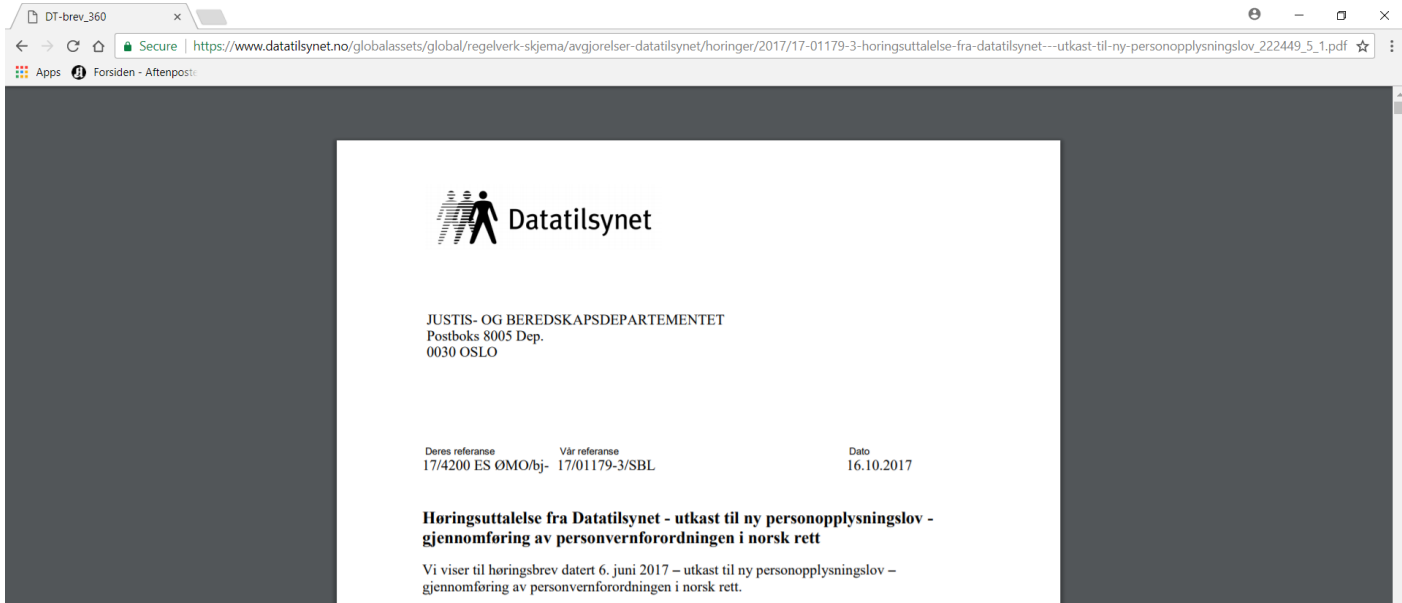 DT-brev_360
Secure https://www.datatilsynet.no/globalassets/global/regelverk-skjema/avgjorelser-datatilsynet/horinger/2017/17-01179-3-horingsuttalelse-fra-datatilsynet---utkast-til-ny-personopplysningslov_222449_5_1.pdf
Apps Forsiden - Aftenposte
Datatilsynet
JUSTIS- OG BEREDSKAPSDEPARTEMENTET
Postboks 8005 Dep.
0030 OSLO
Deres referanse Vår referanse Dato
17/4200 ES ØMO/bj- 17/01179-3/SBL 16.10.2017
Høringsuttalelse fra Datatilsynet - utkast til ny personopplysningslov -
gjennomføring av personvernforordningen i norsk rett
Vi viser til høringsbrev datert 6. juni 2017 – utkast til ny personopplysningslov –
gjennomføring av personvernforordningen i norsk rett.